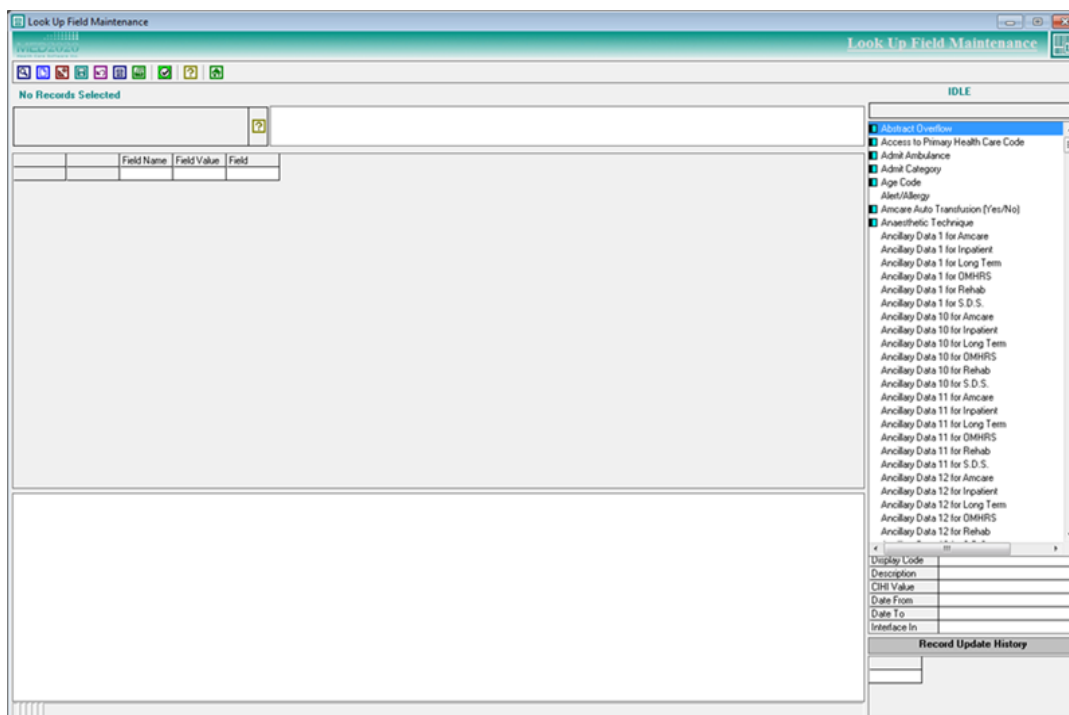 Look Up Field Maintenance
MED2020
Look Up Field Maintenance
No Records Selected
IDLE
Field Name Field Value Field
Abstract Overflow
Access to Primary Health Care Code
Admit Ambulance
Admit Category
Age Code
Alert/Allergy
Amcare Auto Transfusion (Yes/No)
Anaesthetic Technique
Ancillary Data 1 for Amcare
Ancillary Data 1 for Inpatient
Ancillary Data 1 for Long Term
Ancillary Data 1 for OMHRS
Ancillary Data 1 for Rehab
Ancillary Data 1 for S.D.S.
Ancillary Data 10 for Amcare
Ancillary Data 10 for Inpatient
Ancillary Data 10 for Long Term
Ancillary Data 10 for OMHRS
Ancillary Data 10 for Rehab
Ancillary Data 10 for S.D.S.
Ancillary Data 11 for Amcare
Ancillary Data 11 for Inpatient
Ancillary Data 11 for Long Term
Ancillary Data 11 for OMHRS
Ancillary Data 11 for Rehab
Ancillary Data 11 for S.D.S.
Ancillary Data 12 for Amcare
Ancillary Data 12 for Inpatient
Ancillary Data 12 for Long Term
Ancillary Data 12 for OMHRS
Ancillary Data 12 for Rehab
Display Code
Description
CIHI Value
Date From
Date To
Interface In
Record Update History